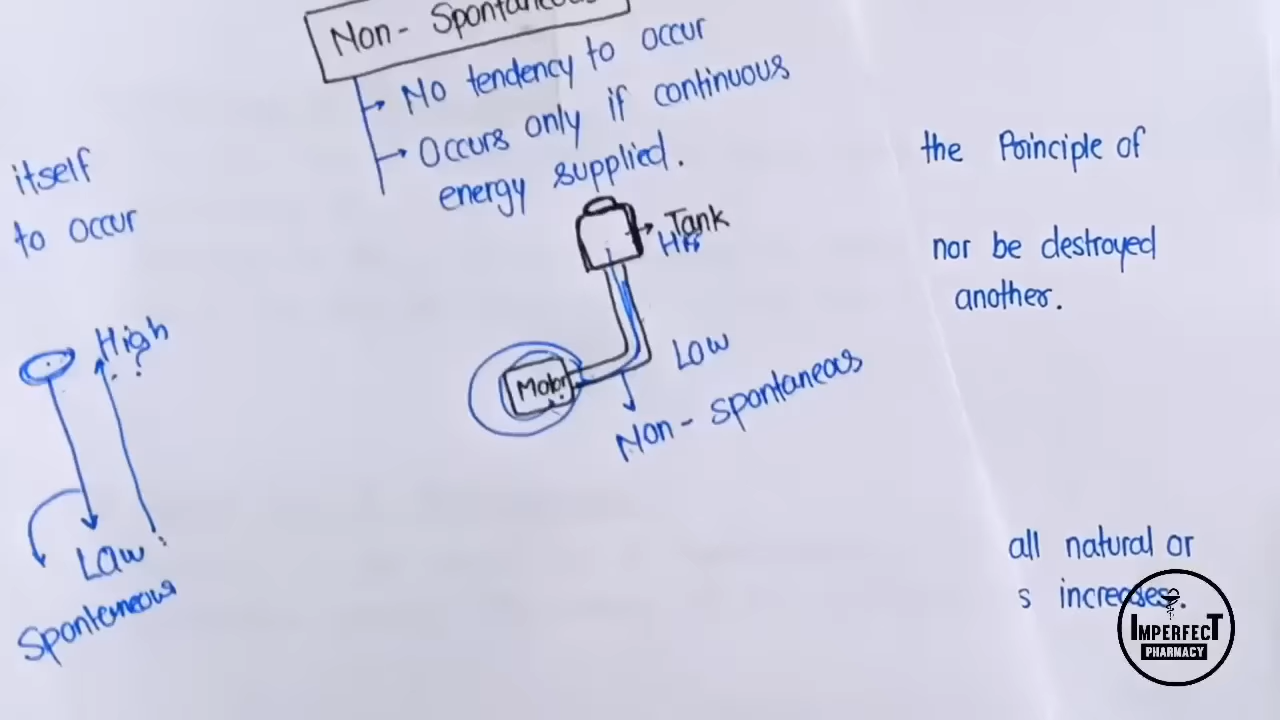 Non- Spontaneous
→ No tendency to occur
→ Occurs only if continuous
energy supplied.
itself
to occur
the Principle of
nor be destroyed
another.
→ Tank
High
Low
Motor
Low
Non- spontaneous
Spontaneous
all natural or
s increases.
IMPERFECT
PHARMACY